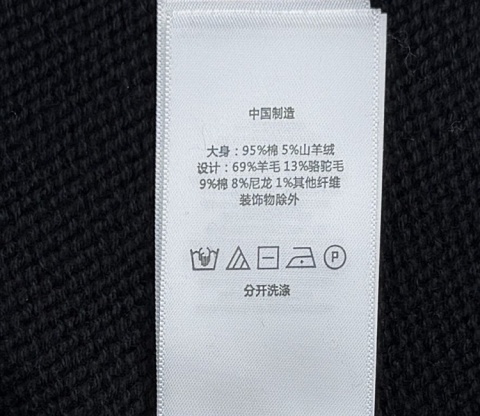 中国制造
大身：95%棉 5%山羊绒
设计：69%羊毛 13%骆驼毛
9%棉 8%尼龙 1%其他纤维
装饰物除外
P
分开洗涤